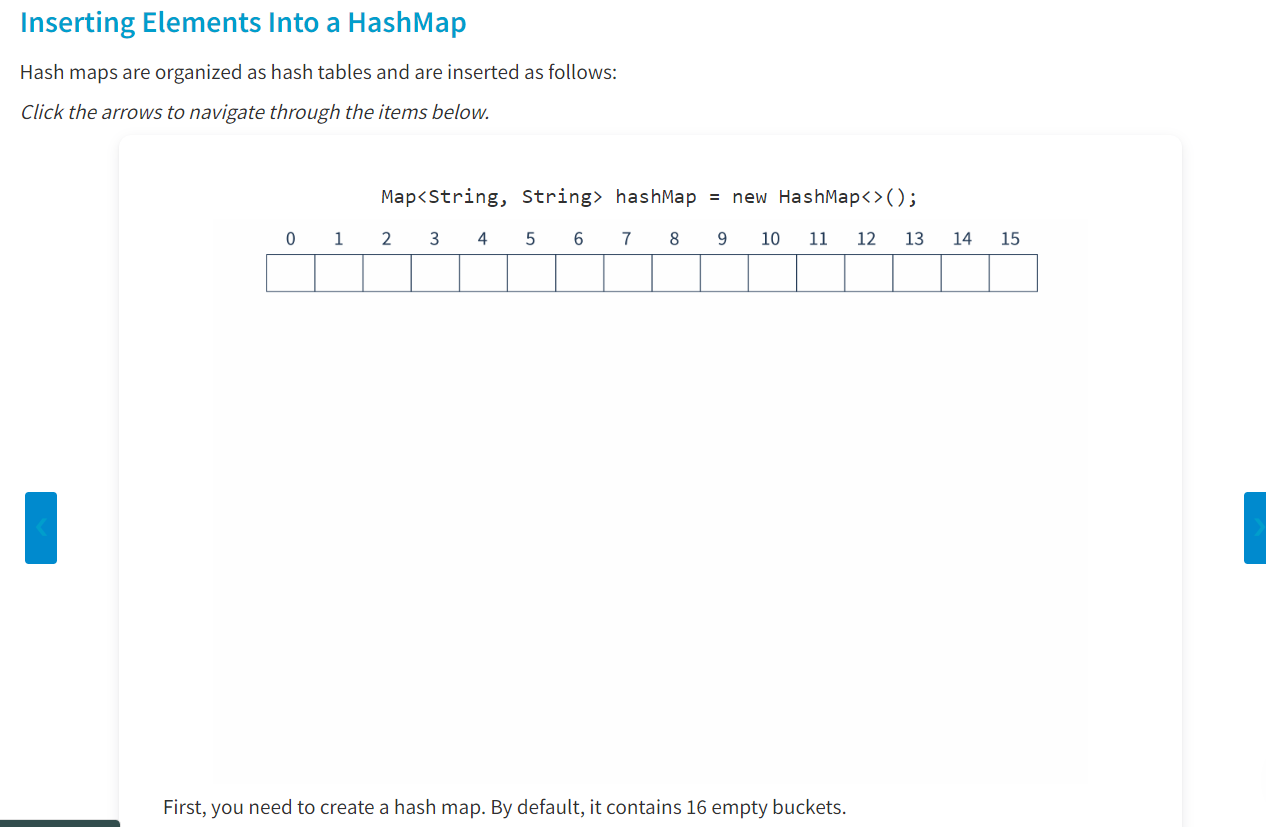 Inserting Elements Into a HashMap
Hash maps are organized as hash tables and are inserted as follows:
Click the arrows to navigate through the items below.
Map<String, String> hashMap = new HashMap<>();
0 1 2 3 4 5 6 7 8 9 10 11 12 13 14 15
First, you need to create a hash map. By default, it contains 16 empty buckets.